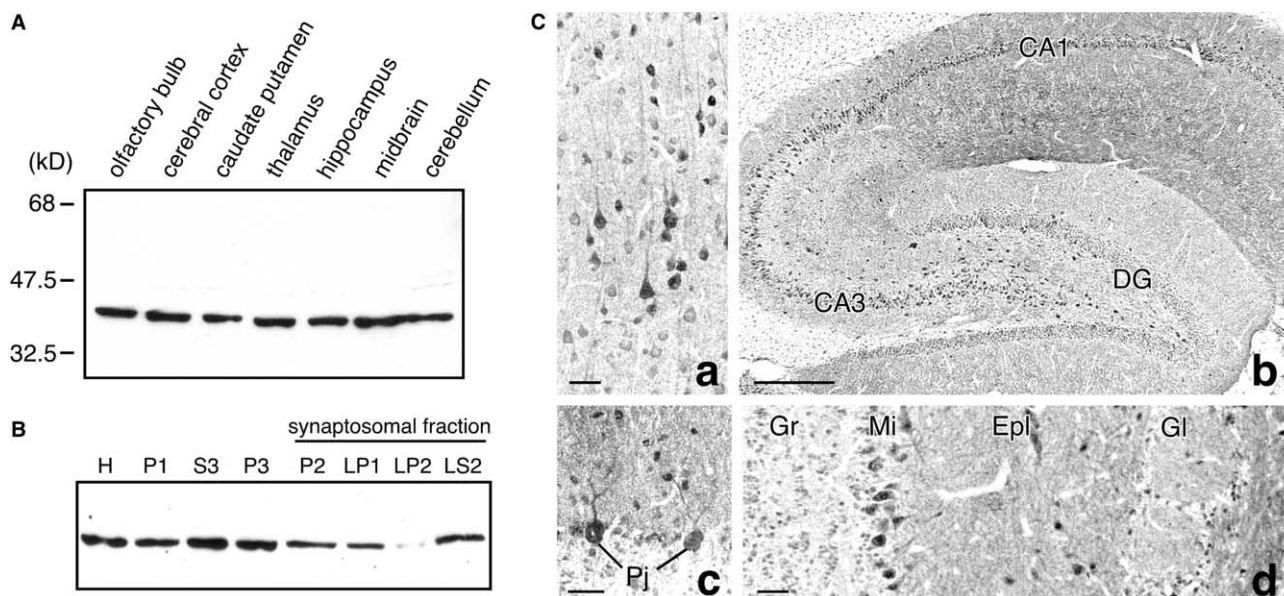 A
olfactory bulb
cerebral cortex
caudate putamen
thalamus
hippocampus
midbrain
cerebellum
(kD)
68
47.5
32.5
B
synaptosomal fraction
H P1 S3 P3 P2 LP1 LP2 LS2
C
a
CA1
CA3
DG
b
Pj
c
Gr Mi Epl Gl
d